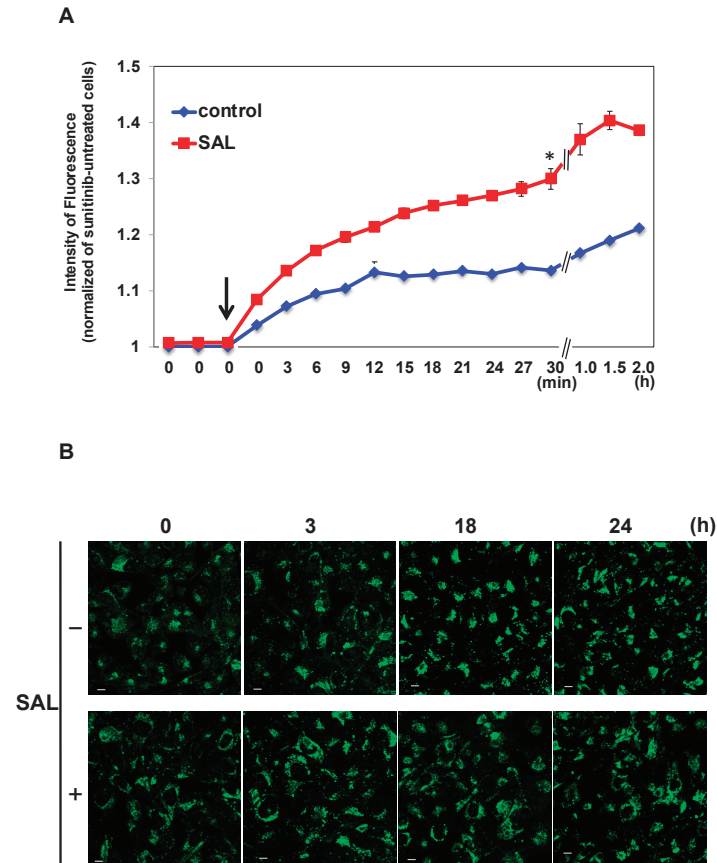 A
Intensity of Fluorescence
(normalized of sunitinib-untreated cells)
1.5
1.4
1.3
1.2
1.1
1
control
SAL
*
0 0 0 0 3 6 9 12 15 18 21 24 27 30 1.0 1.5 2.0
(min) (h)
B
0 3 18 24 (h)
SAL
−
+